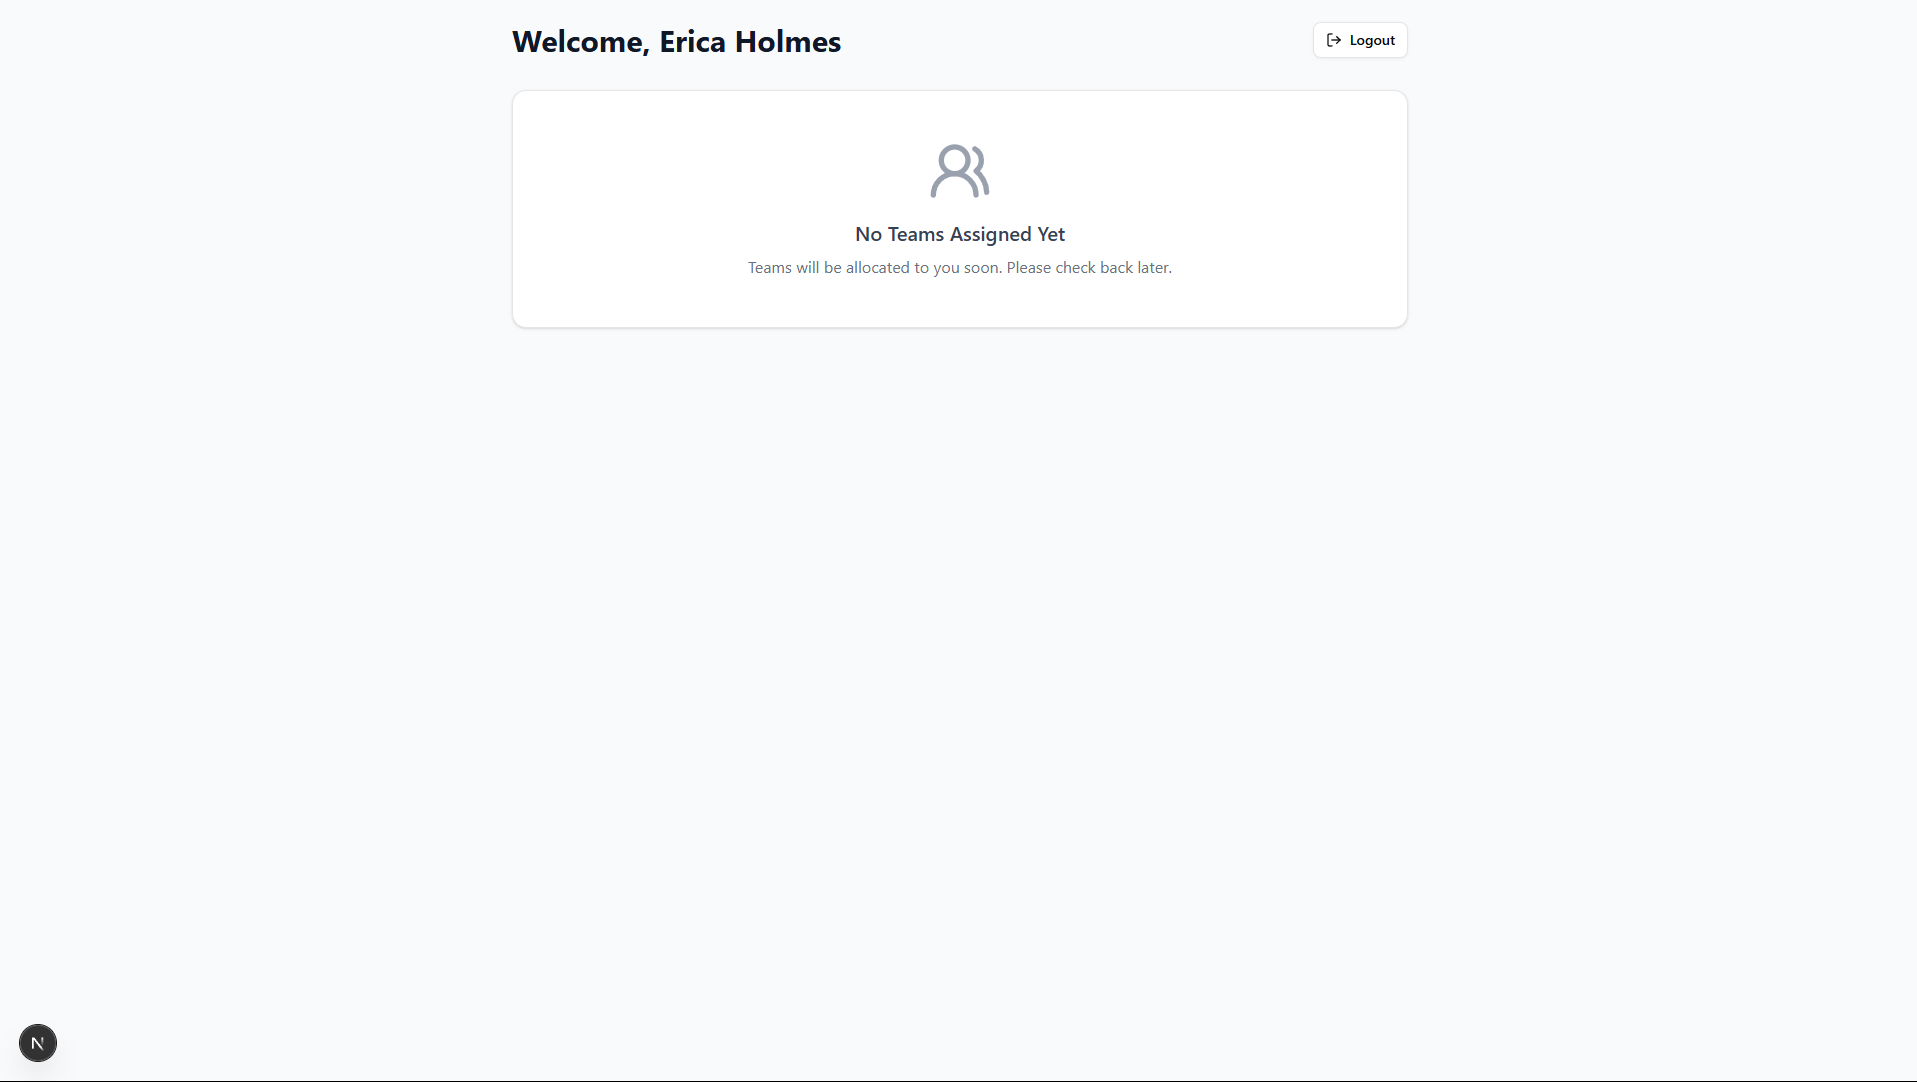 Welcome, Erica Holmes
Logout
No Teams Assigned Yet
Teams will be allocated to you soon. Please check back later.
N